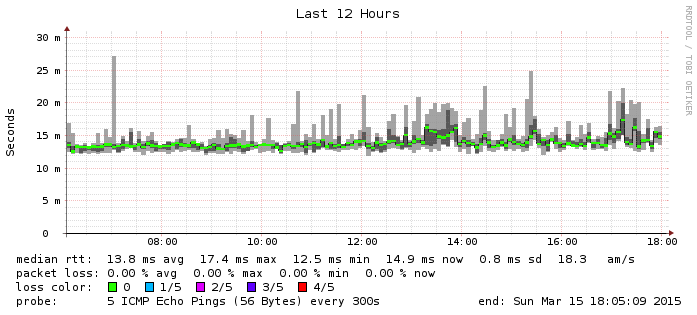 Last 12 Hours
RRDTOOL / TOBI OETIKER
Seconds
30 m
25 m
20 m
15 m
10 m
5 m
0
08:00 10:00 12:00 14:00 16:00 18:00
median rtt: 13.8 ms avg 17.4 ms max 12.5 ms min 14.9 ms now 0.8 ms sd 18.3 am/s
packet loss: 0.00 % avg 0.00 % max 0.00 % min 0.00 % now
loss color: 0 1/5 2/5 3/5 4/5
probe: 5 ICMP Echo Pings (56 Bytes) every 300s end: Sun Mar 15 18:05:09 2015